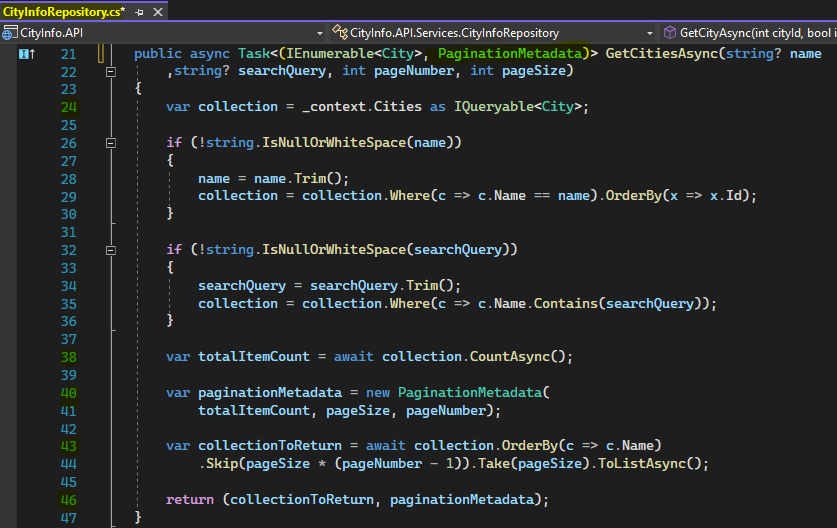 CityInfoRepository.cs*
CityInfo.API CityInfo.API.Services.CityInfoRepository GetCityAsync(int cityId, bool i
21 public async Task<(IEnumerable<City>, PaginationMetadata)> GetCitiesAsync(string? name
22 ,string? searchQuery, int pageNumber, int pageSize)
23 {
24 var collection = _context.Cities as IQueryable<City>;
25
26 if (!string.IsNullOrWhiteSpace(name))
27 {
28 name = name.Trim();
29 collection = collection.Where(c => c.Name == name).OrderBy(x => x.Id);
30 }
31
32 if (!string.IsNullOrWhiteSpace(searchQuery))
33 {
34 searchQuery = searchQuery.Trim();
35 collection = collection.Where(c => c.Name.Contains(searchQuery));
36 }
37
38 var totalItemCount = await collection.CountAsync();
39
40 var paginationMetadata = new PaginationMetadata(
41 totalItemCount, pageSize, pageNumber);
42
43 var collectionToReturn = await collection.OrderBy(c => c.Name)
44 .Skip(pageSize * (pageNumber - 1)).Take(pageSize).ToListAsync();
45
46 return (collectionToReturn, paginationMetadata);
47 }